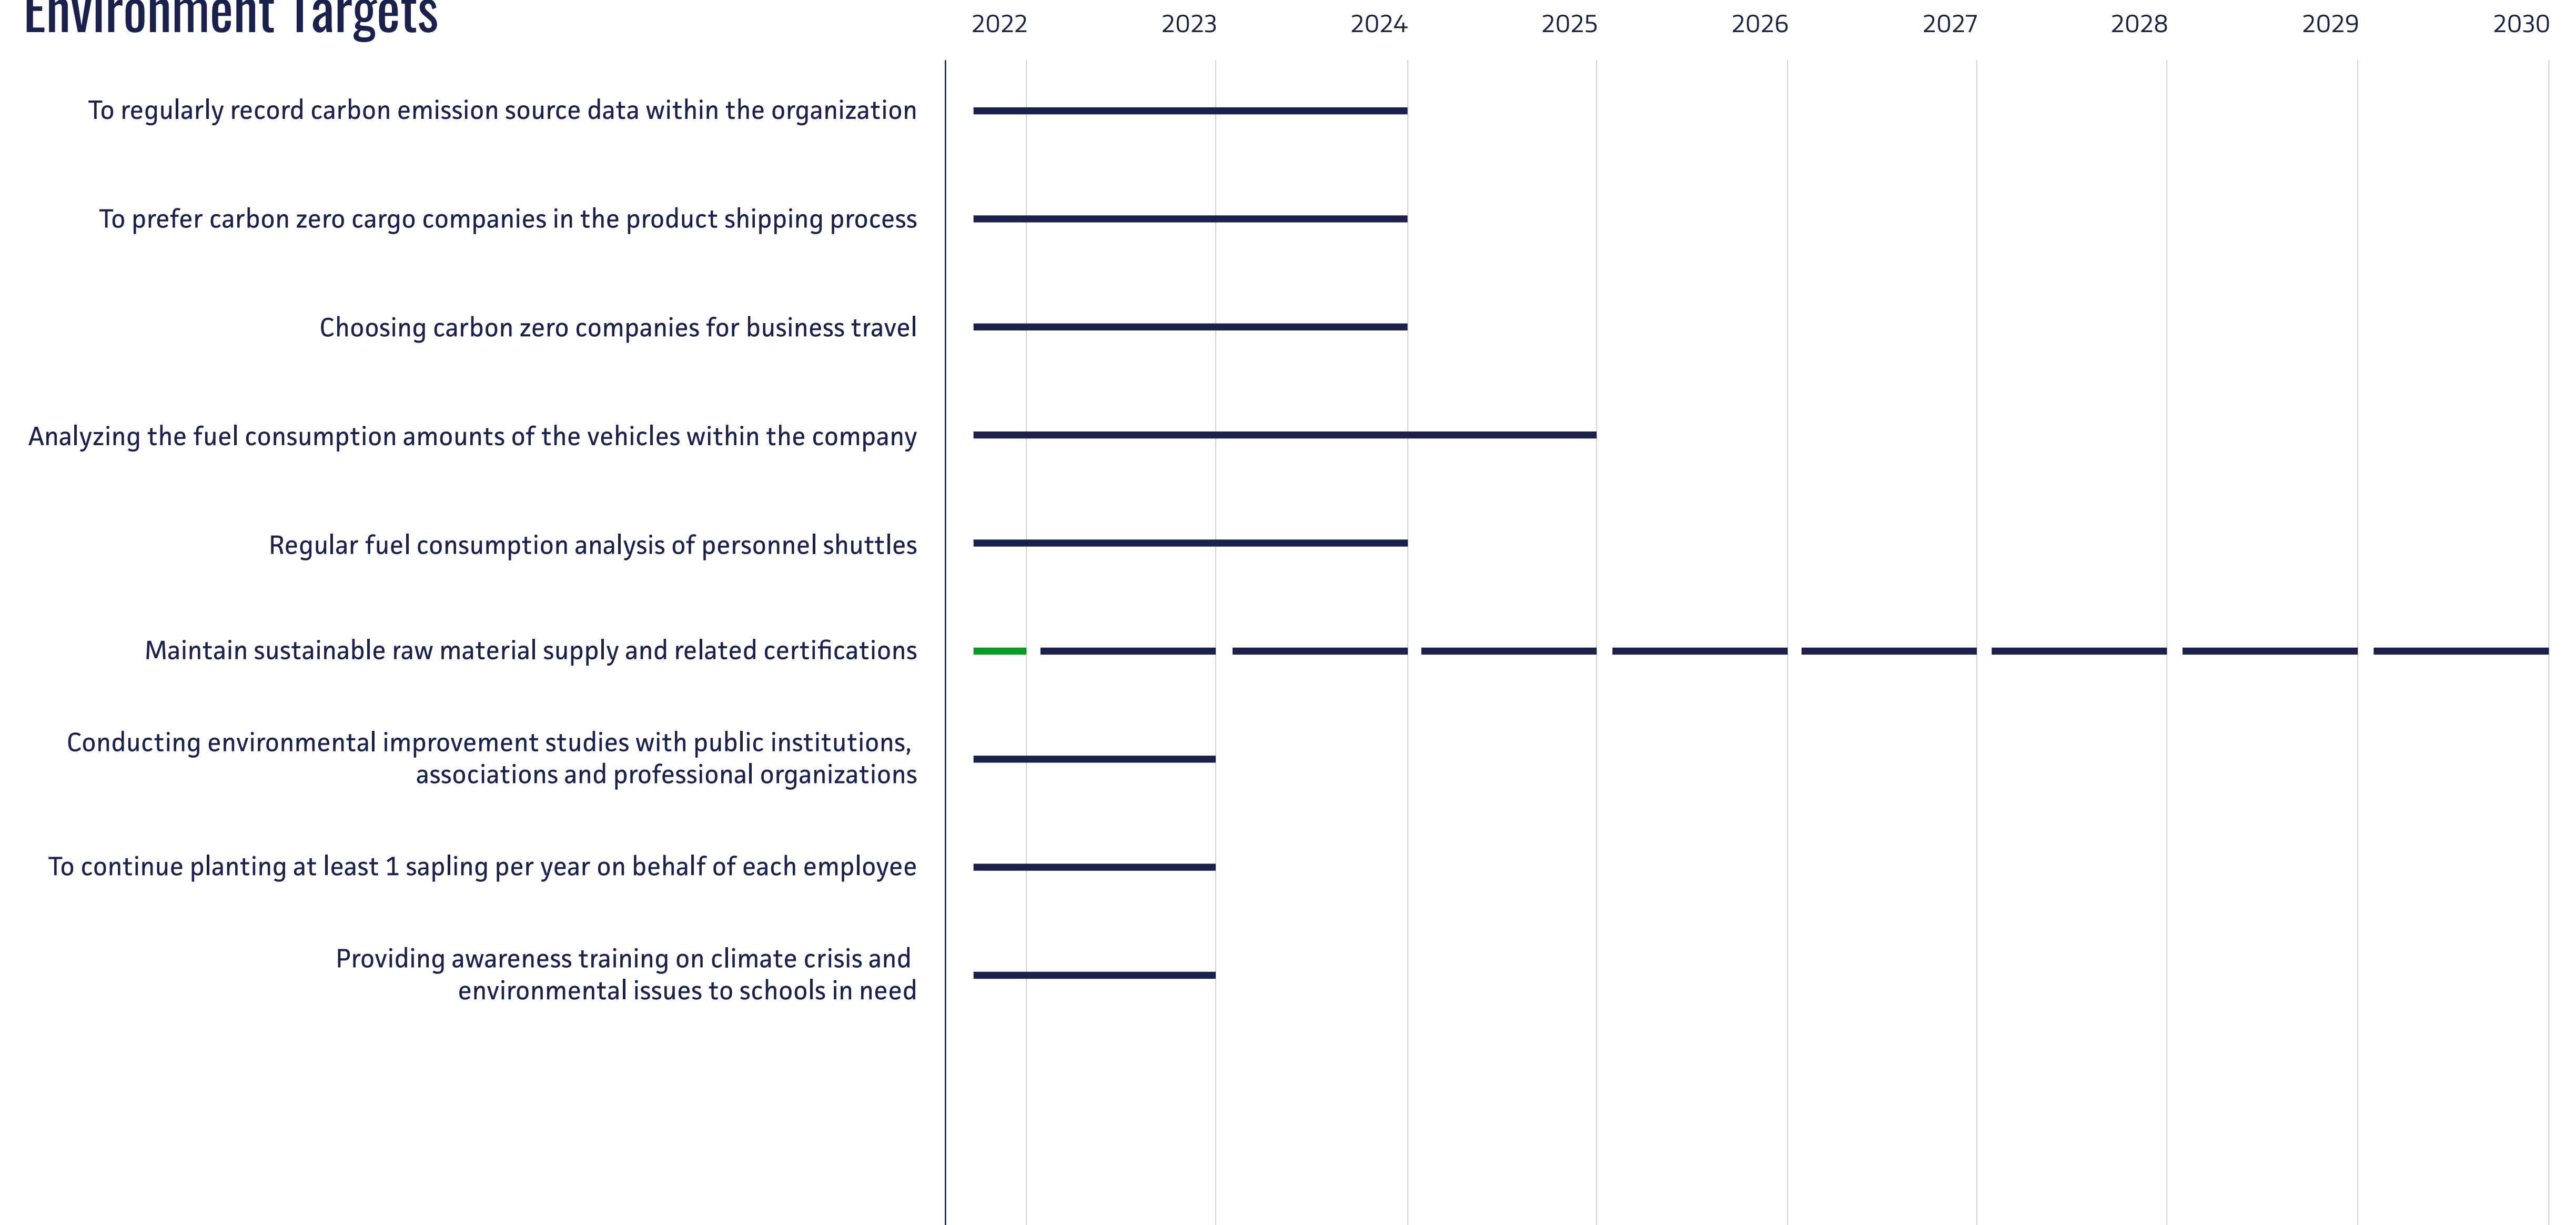 Environment Targets
2022 2023 2024 2025 2026 2027 2028 2029 2030
To regularly record carbon emission source data within the organization
To prefer carbon zero cargo companies in the product shipping process
Choosing carbon zero companies for business travel
Analyzing the fuel consumption amounts of the vehicles within the company
Regular fuel consumption analysis of personnel shuttles
Maintain sustainable raw material supply and related certifications
Conducting environmental improvement studies with public institutions,
associations and professional organizations
To continue planting at least 1 sapling per year on behalf of each employee
Providing awareness training on climate crisis and
environmental issues to schools in need